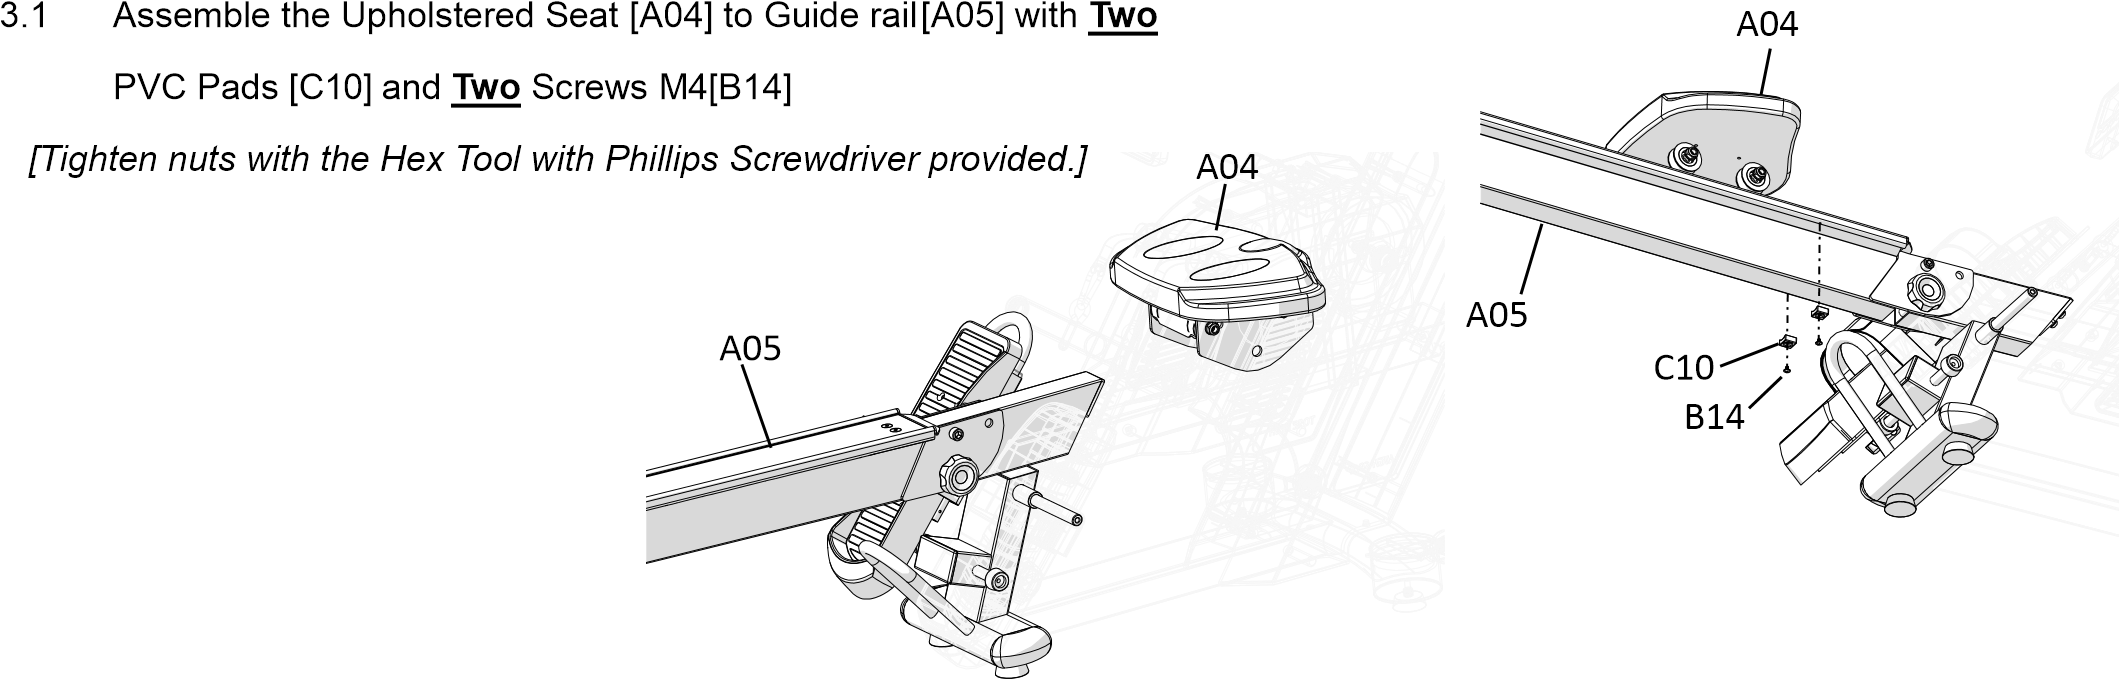 3.1 Assemble the Upholstered Seat [A04] to Guide rail[A05] with Two
PVC Pads [C10] and Two Screws M4[B14]
[Tighten nuts with the Hex Tool with Phillips Screwdriver provided.]
A04
A05
A04
A05
C10
B14